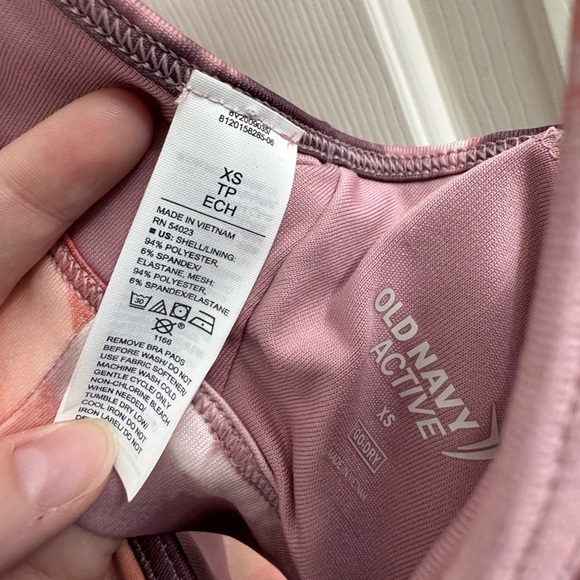 8120158285-06
XS
TP
ECH
MADE IN VIETNAM
RN 54023
■ US: SHELL/LINING:
94% POLYESTER,
6% SPANDEX/
ELASTANE, MESH:
94% POLYESTER,
6% SPANDEX/ELASTANE
30
1166
REMOVE BRA PADS
BEFORE WASH/ DO NOT
USE FABRIC SOFTENER/
MACHINE WASH COLD
GENTLE CYCLE/ ONLY
NON-CHLORINE BLEACH
WHEN NEEDED/
TUMBLE DRY LOW/
COOL IRON/ DO NOT
IRON LABEL/ DO NOT
OLD NAVY
ACTIVE
XS
GO-DRY
MADE IN VIETNAM